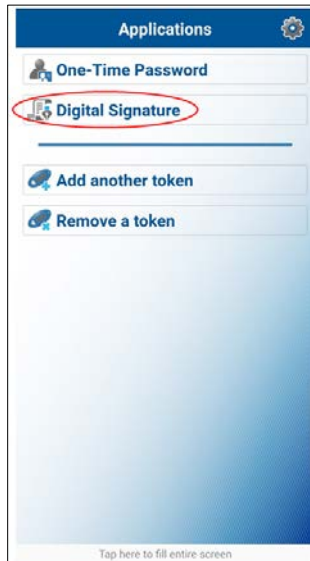 Applications
One-Time Password
Digital Signature
Add another token
Remove a token
Tap here to fill entire screen